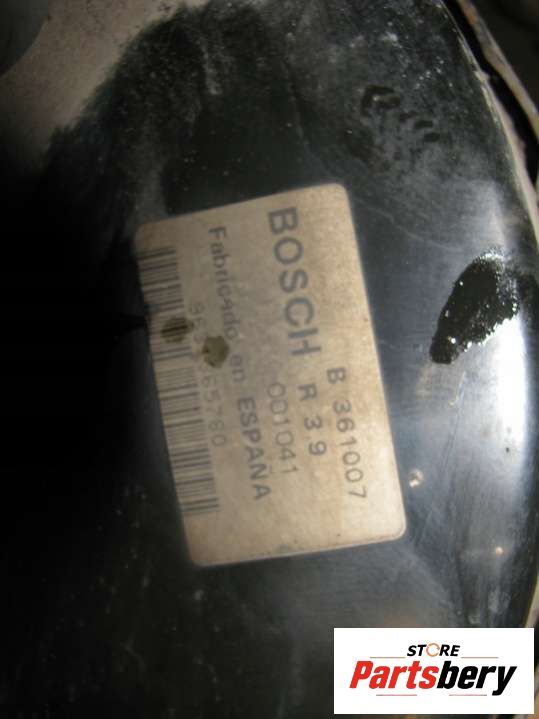 BOSCH
B 361007
R 3.9
001041
Fabricado en ESPAÑA
STORE
Partsbery